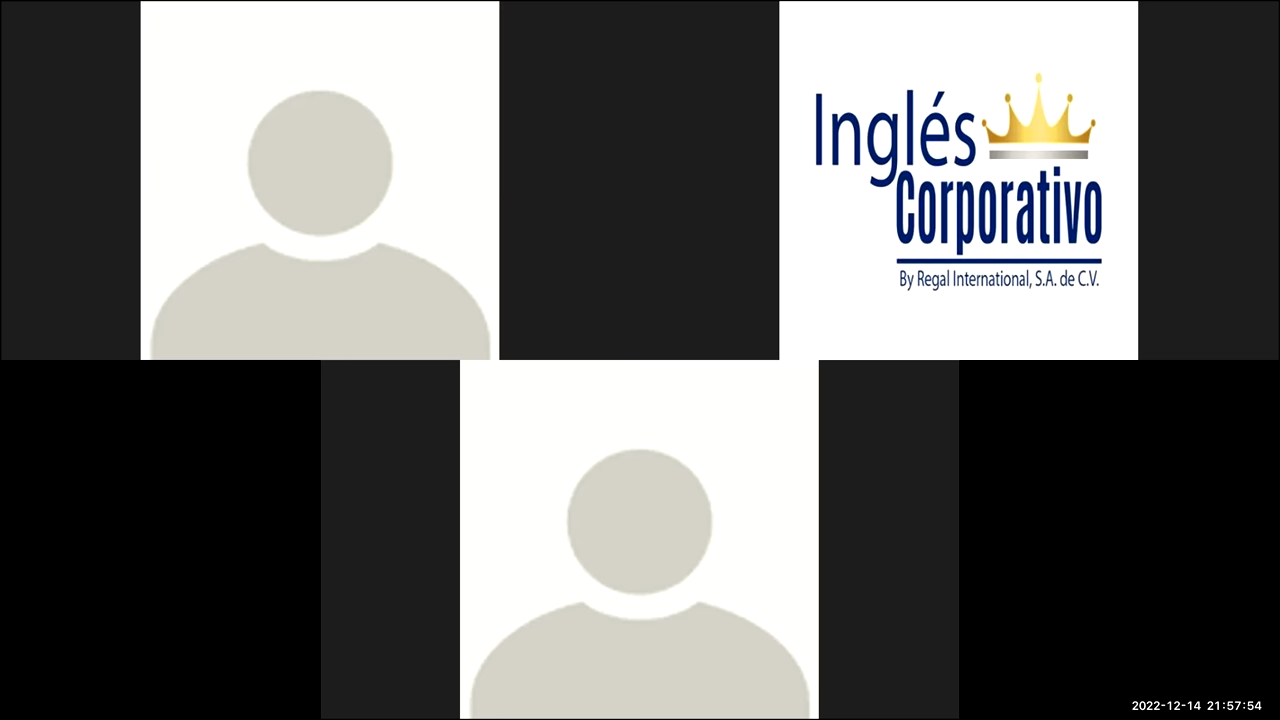 Inglés
Corporativo
By Regal International, S.A. de C.V.
2022-12-14 21:57:54